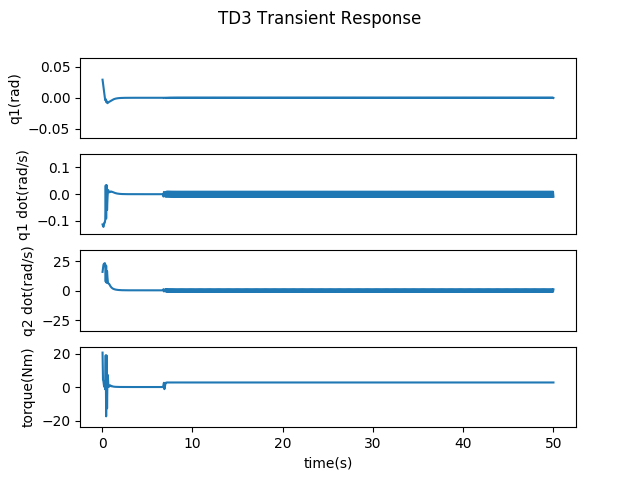 TD3 Transient Response
q1(rad)
0.05
0.00
−0.05
q1 dot(rad/s)
0.1
0.0
−0.1
q2 dot(rad/s)
25
0
−25
torque(Nm)
20
0
−20
0 10 20 30 40 50
time(s)